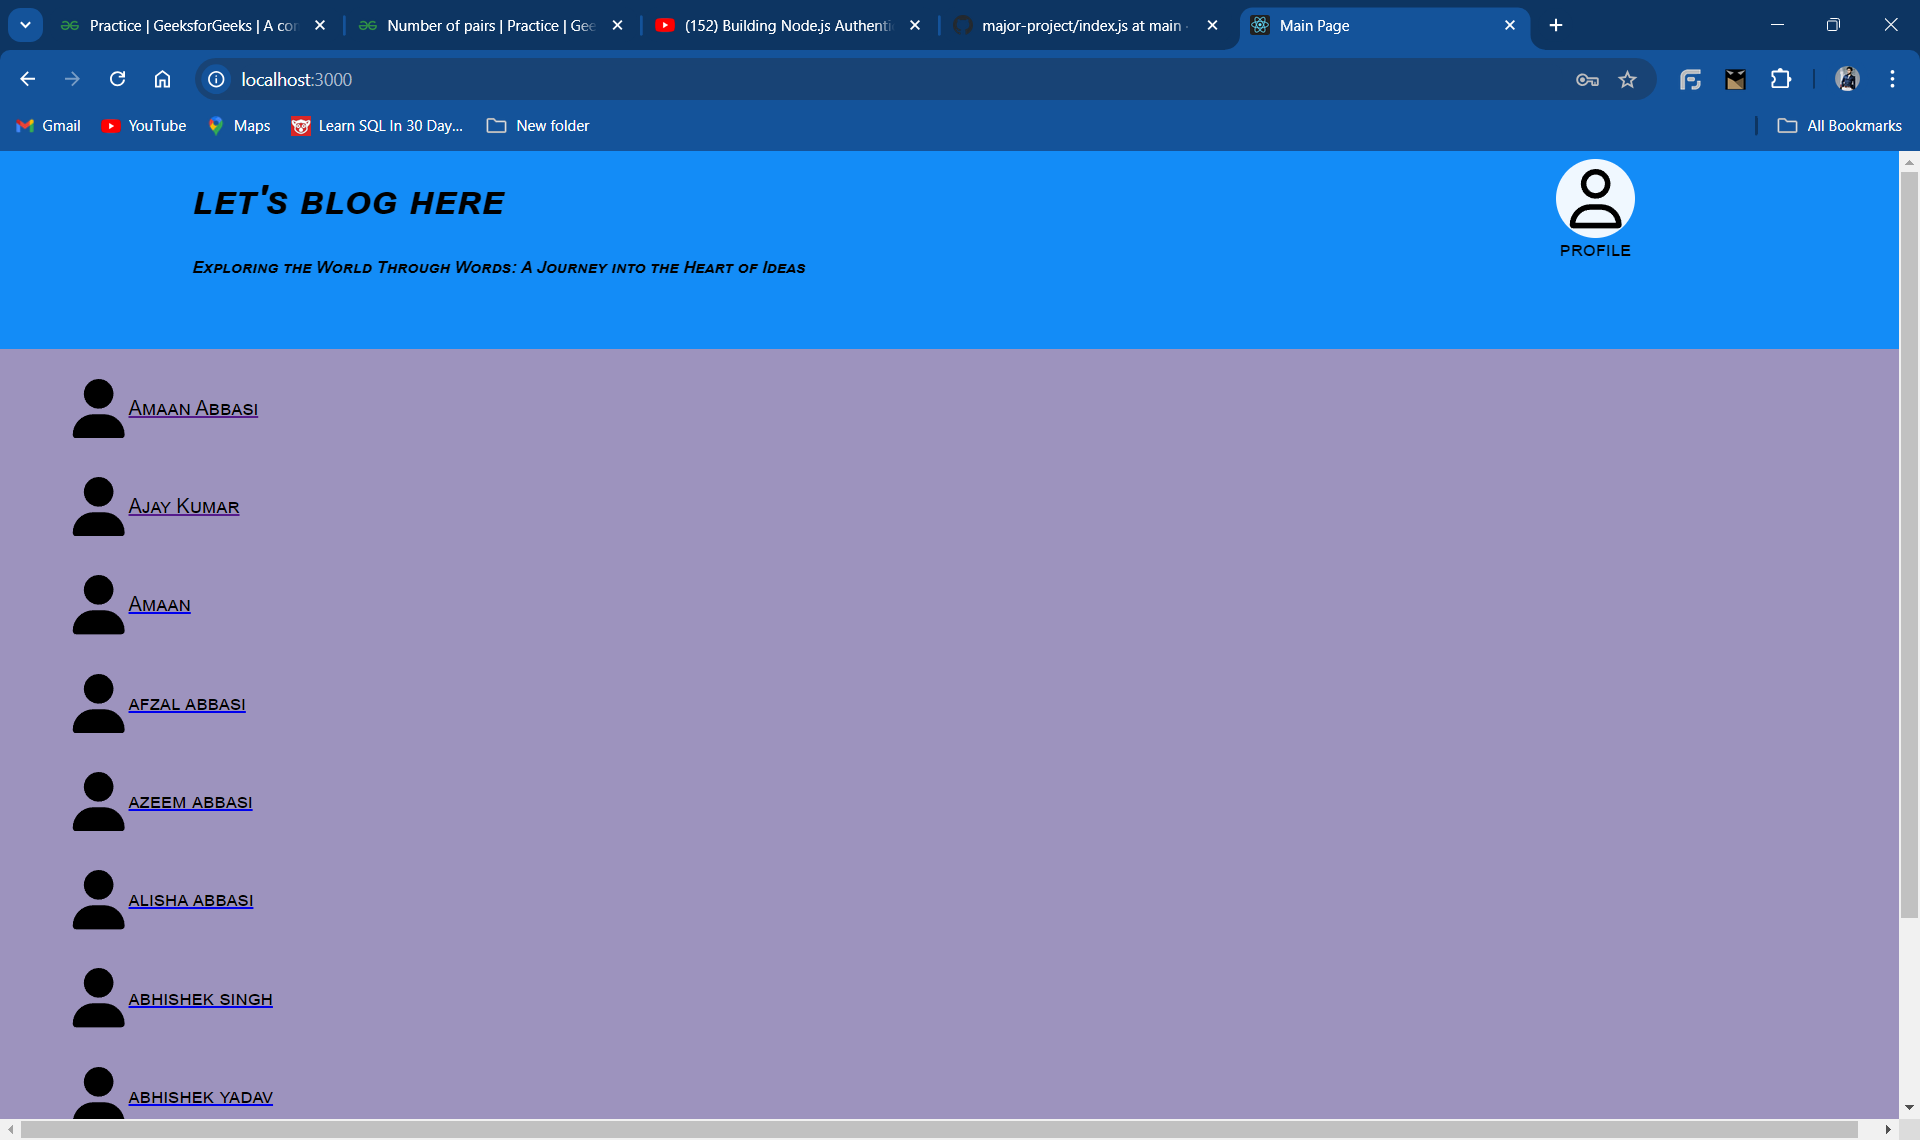 Practice | GeeksforGeeks | A con
Number of pairs | Practice | Gee
(152) Building Node.js Authenti
major-project/index.js at main ·
Main Page
localhost:3000
Gmail
YouTube
Maps
Learn SQL In 30 Day...
New folder
All Bookmarks
LET'S BLOG HERE
PROFILE
Exploring the World Through Words: A Journey into the Heart of Ideas
Amaan Abbasi
Ajay Kumar
Amaan
afzal abbasi
azeem abbasi
alisha abbasi
abhishek singh
abhishek yadav